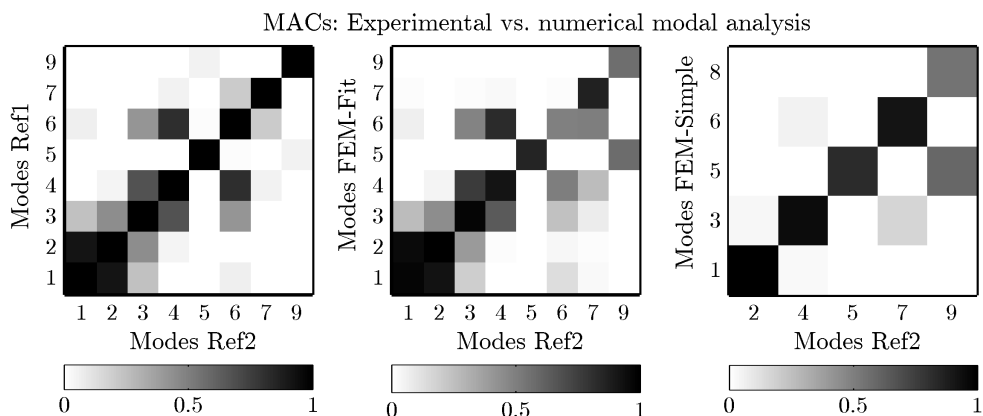 MACs: Experimental vs. numerical modal analysis
Modes Ref1
9
7
6
5
4
3
2
1
1 2 3 4 5 6 7 9
Modes Ref2
0 0.5 1
Modes FEM-Fit
9
7
6
5
4
3
2
1
1 2 3 4 5 6 7 9
Modes Ref2
0 0.5 1
Modes FEM-Simple
8
6
5
3
1
2 4 5 7 9
Modes Ref2
0 0.5 1